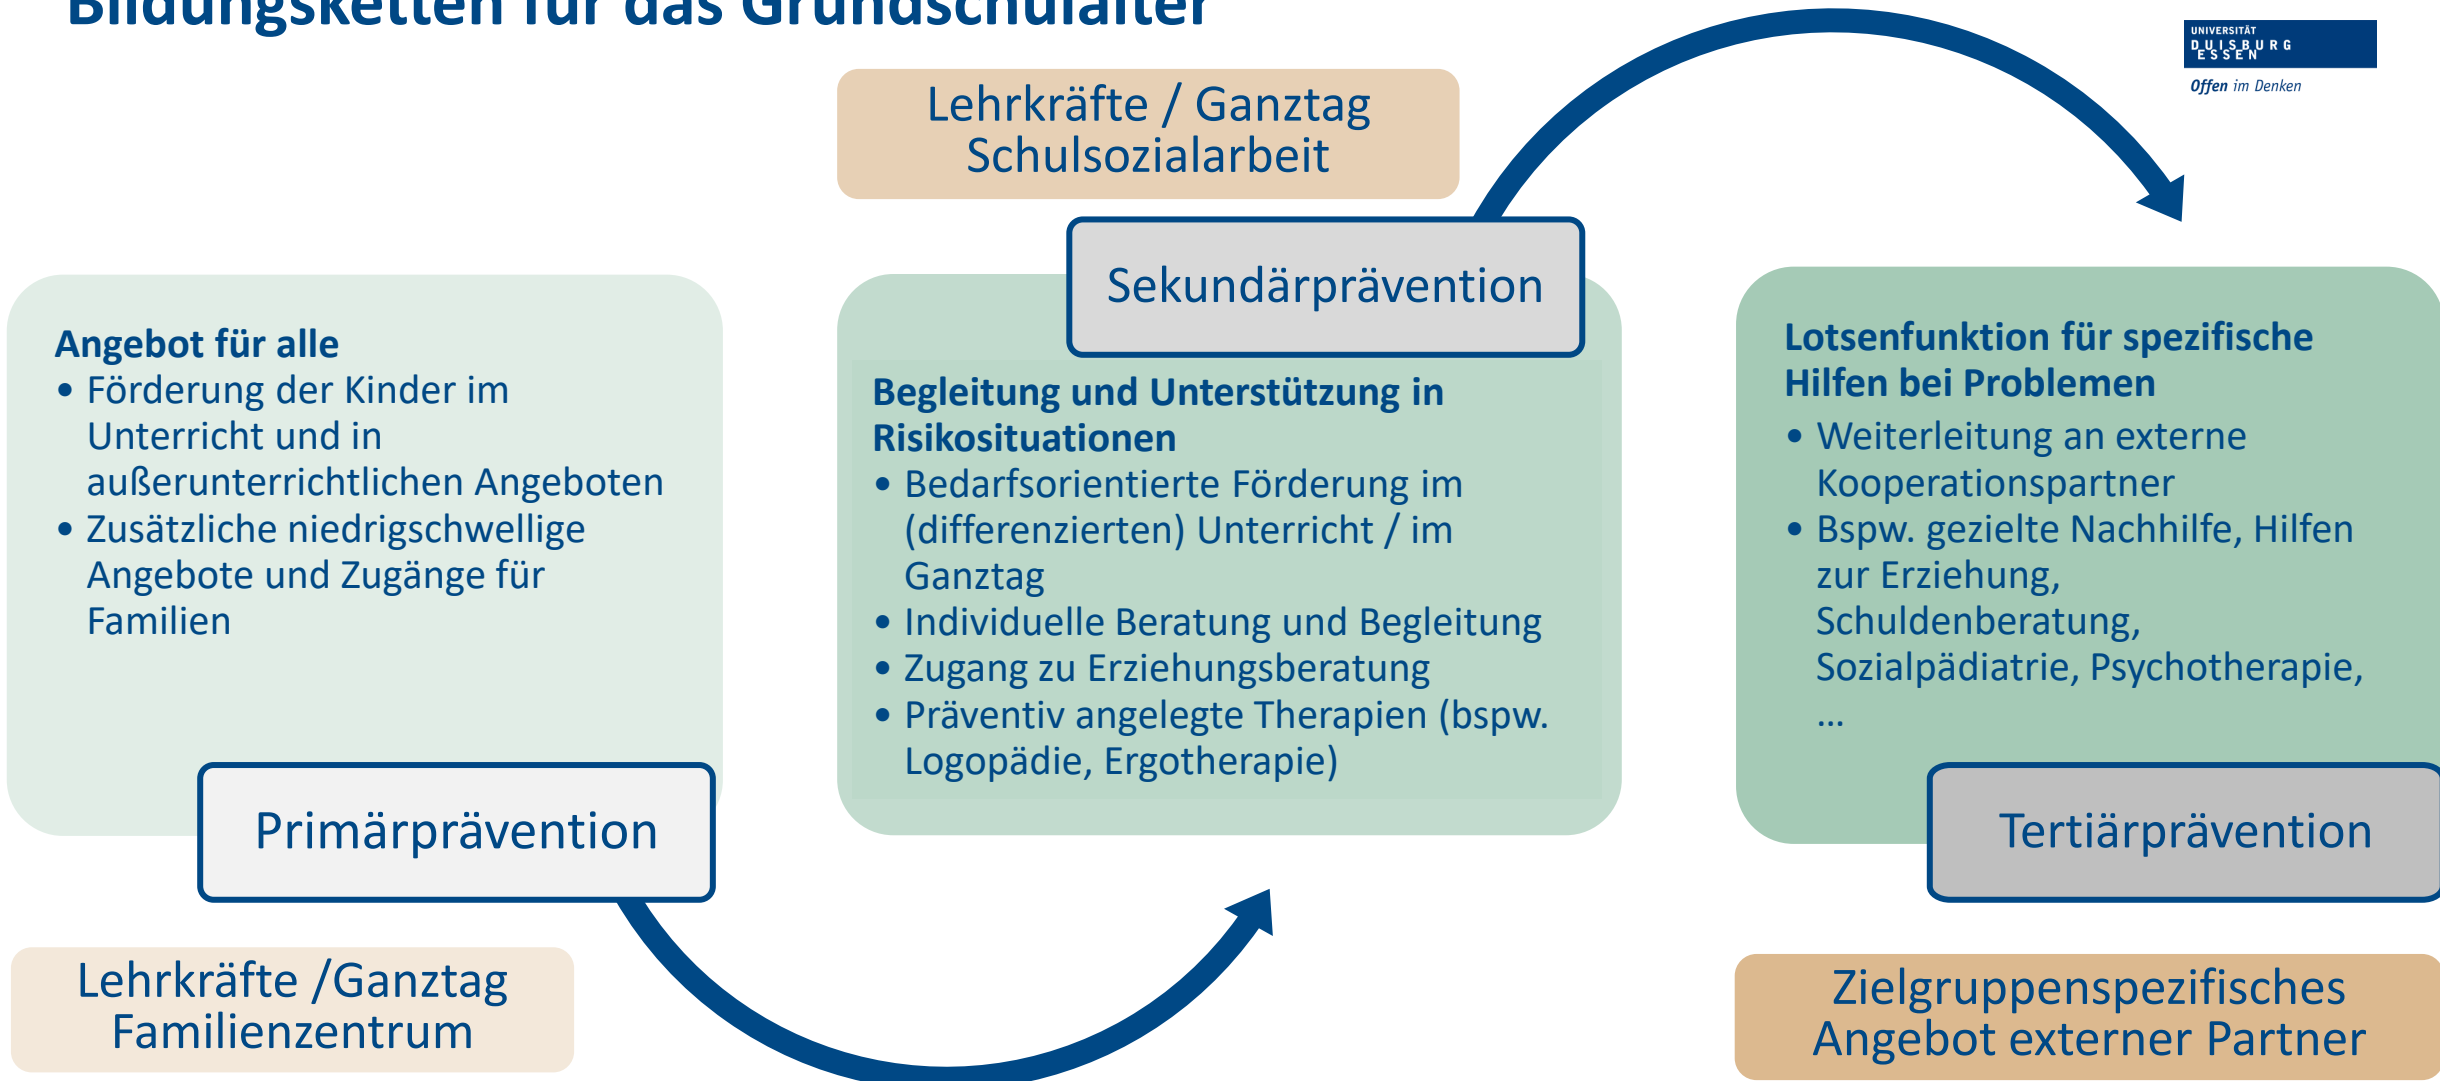 Bildungsketten für das Grundschulalter
UNIVERSITÄT
DUISBURG
ESSEN
Offen im Denken
Lehrkräfte / Ganztag
Schulsozialarbeit
Sekundärprävention
Angebot für alle
• Förderung der Kinder im
Unterricht und in
außerunterrichtlichen Angeboten
• Zusätzliche niedrigschwellige
Angebote und Zugänge für
Familien
Primärprävention
Lehrkräfte /Ganztag
Familienzentrum
Begleitung und Unterstützung in
Risikosituationen
• Bedarfsorientierte Förderung im
(differenzierten) Unterricht / im
Ganztag
• Individuelle Beratung und Begleitung
• Zugang zu Erziehungsberatung
• Präventiv angelegte Therapien (bspw.
Logopädie, Ergotherapie)
Lotsenfunktion für spezifische
Hilfen bei Problemen
• Weiterleitung an externe
Kooperationspartner
• Bspw. gezielte Nachhilfe, Hilfen
zur Erziehung,
Schuldenberatung,
Sozialpädiatrie, Psychotherapie,
...
Tertiärprävention
Zielgruppenspezifisches
Angebot externer Partner